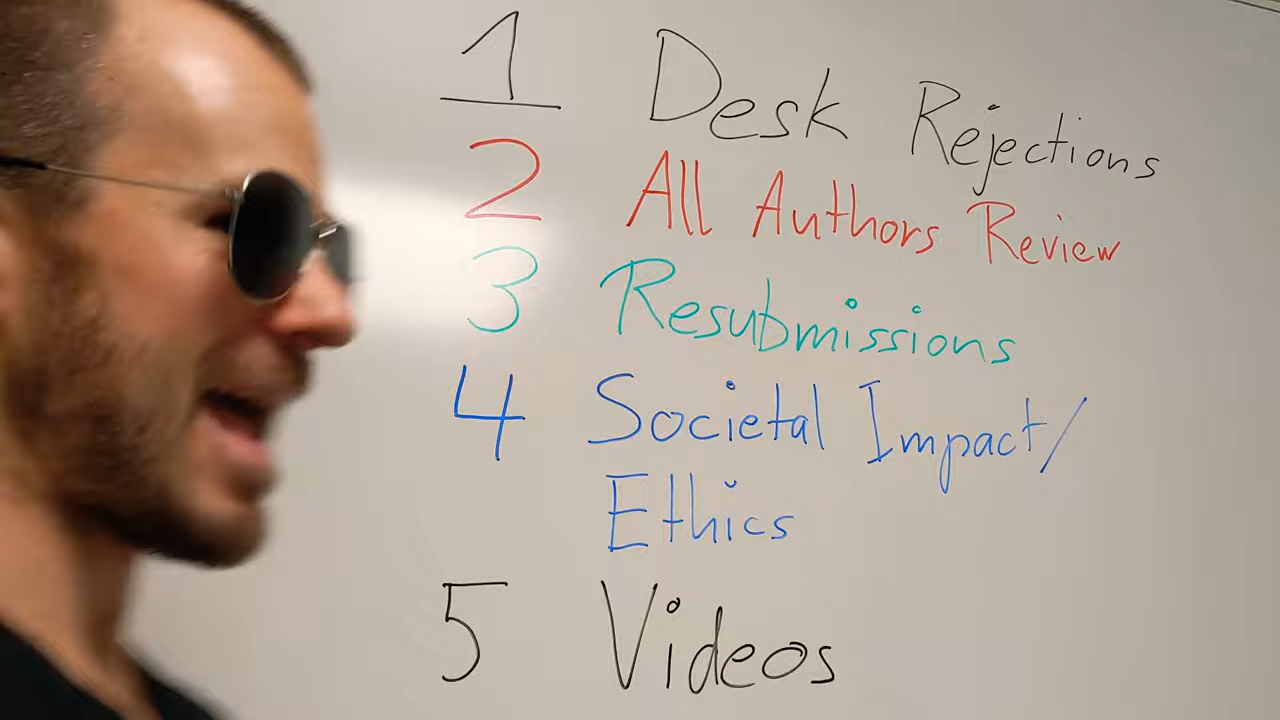 1 Desk Rejections
2 All Authors Review
3 Resubmissions
4 Societal Impact/
Ethics
5 Videos